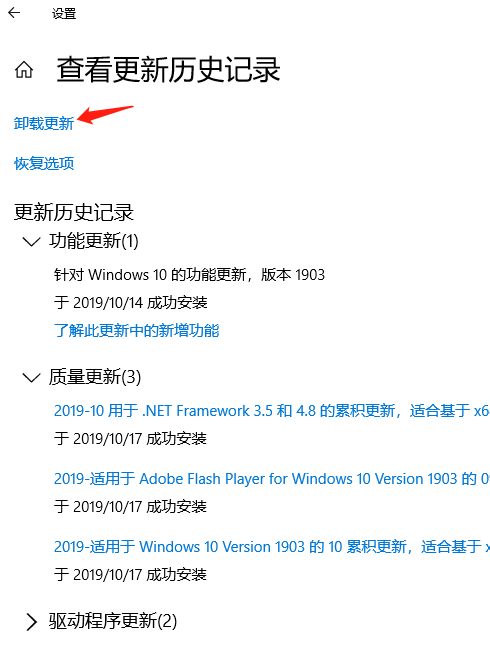 设置
查看更新历史记录
卸载更新
恢复选项
更新历史记录
功能更新(1)
针对 Windows 10 的功能更新，版本 1903
于 2019/10/14 成功安装
了解此更新中的新增功能
质量更新(3)
2019-10 用于 .NET Framework 3.5 和 4.8 的累积更新，适合基于 x6
于 2019/10/17 成功安装
2019-适用于 Adobe Flash Player for Windows 10 Version 1903 的 0
于 2019/10/17 成功安装
2019-适用于 Windows 10 Version 1903 的 10 累积更新，适合基于 x
于 2019/10/17 成功安装
驱动程序更新(2)